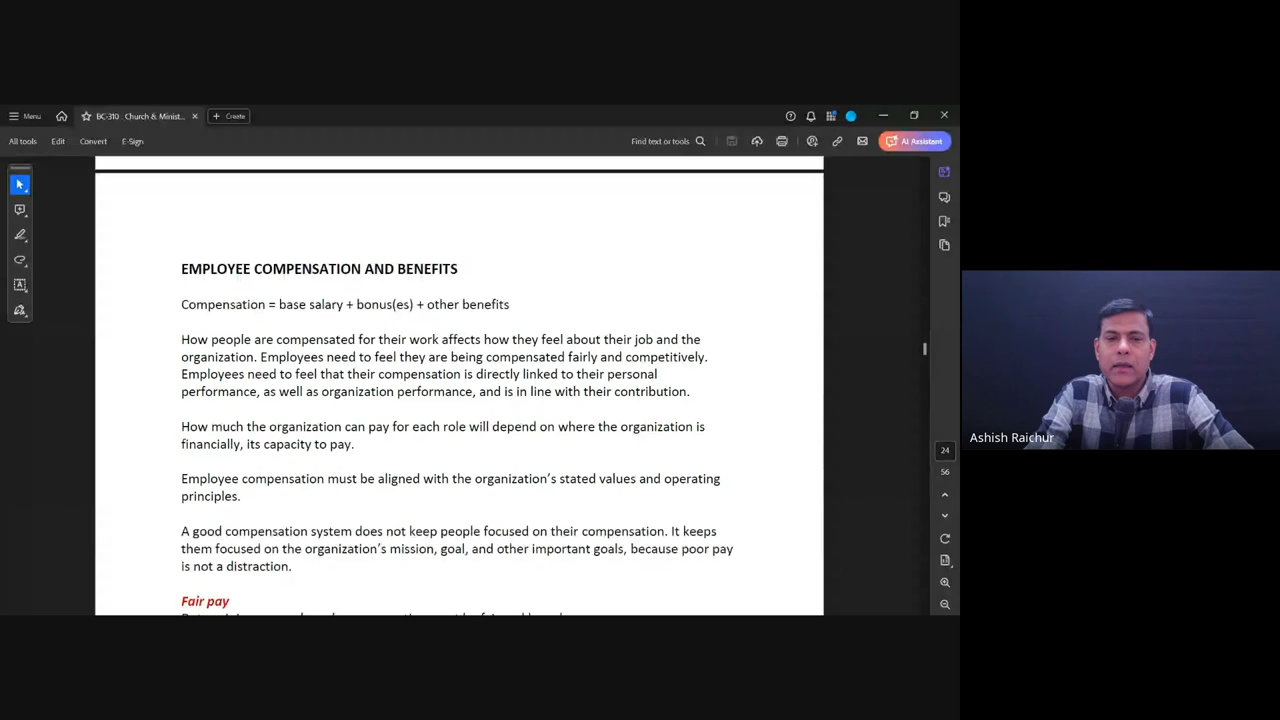 Menu
BC-310 : Church & Minist...
Create
All tools
Edit
Convert
E-Sign
Find text or tools
AI Assistant
EMPLOYEE COMPENSATION AND BENEFITS
Compensation = base salary + bonus(es) + other benefits
How people are compensated for their work affects how they feel about their job and the
organization. Employees need to feel they are being compensated fairly and competitively.
Employees need to feel that their compensation is directly linked to their personal
performance, as well as organization performance, and is in line with their contribution.
How much the organization can pay for each role will depend on where the organization is
financially, its capacity to pay.
Employee compensation must be aligned with the organization's stated values and operating
principles.
A good compensation system does not keep people focused on their compensation. It keeps
them focused on the organization's mission, goal, and other important goals, because poor pay
is not a distraction.
Fair pay
24
56
Ashish Raichur